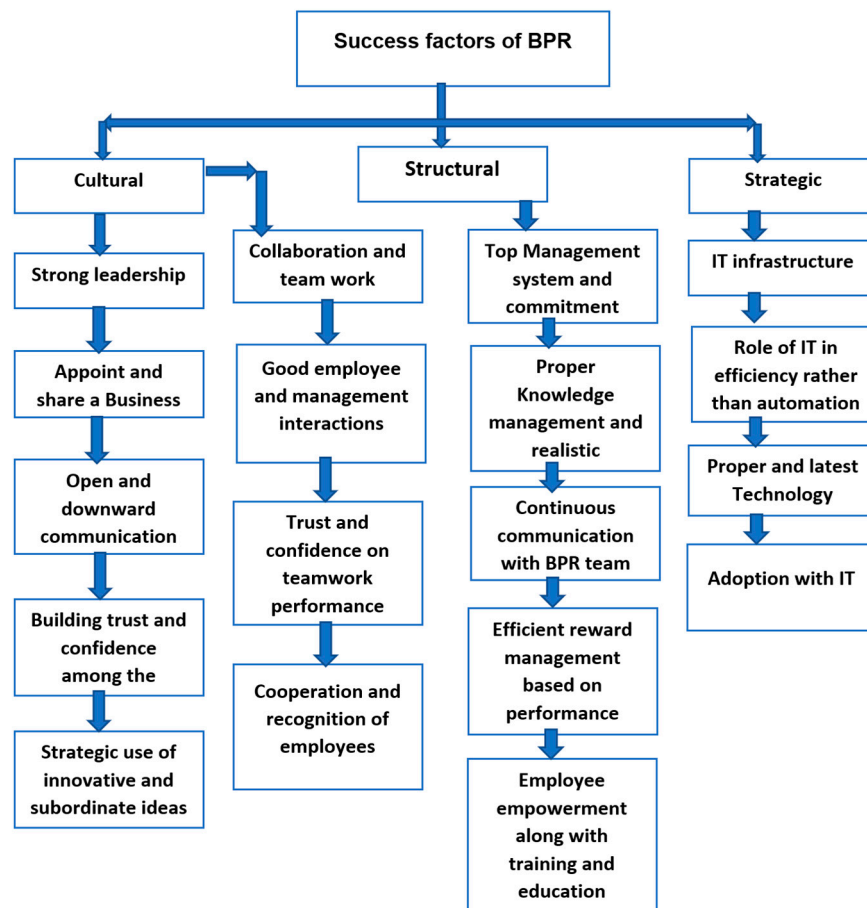 Success factors of BPR
Cultural
Structural
Strategic
Strong leadership
Appoint and
share a Business
Open and
downward communication
Building trust and
confidence
among the
Strategic use of
innovative and
subordinate ideas
Collaboration and
team work
Good employee
and management
interactions
Trust and
confidence on
teamwork
performance
Cooperation and
recognition of
employees
Top Management
system and
commitment
Proper
Knowledge
management and
realistic
Continuous
communication
with BPR team
Efficient reward
management
based on
performance
Employee
empowerment
along with
training and
education
IT infrastructure
Role of IT in
efficiency rather
than automation
Proper and latest
Technology
Adoption with IT